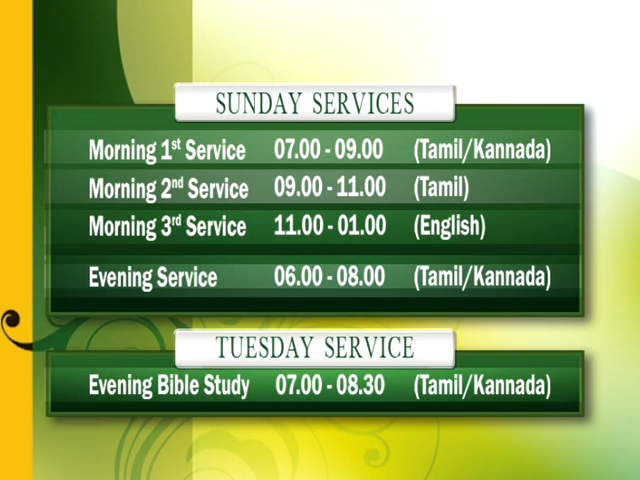 SUNDAY SERVICES
Morning 1st Service 07.00 - 09.00 (Tamil/Kannada)
Morning 2nd Service 09.00 - 11.00 (Tamil)
Morning 3rd Service 11.00 - 01.00 (English)
Evening Service 06.00 - 08.00 (Tamil/Kannada)
TUESDAY SERVICE
Evening Bible Study 07.00 - 08.30 (Tamil/Kannada)